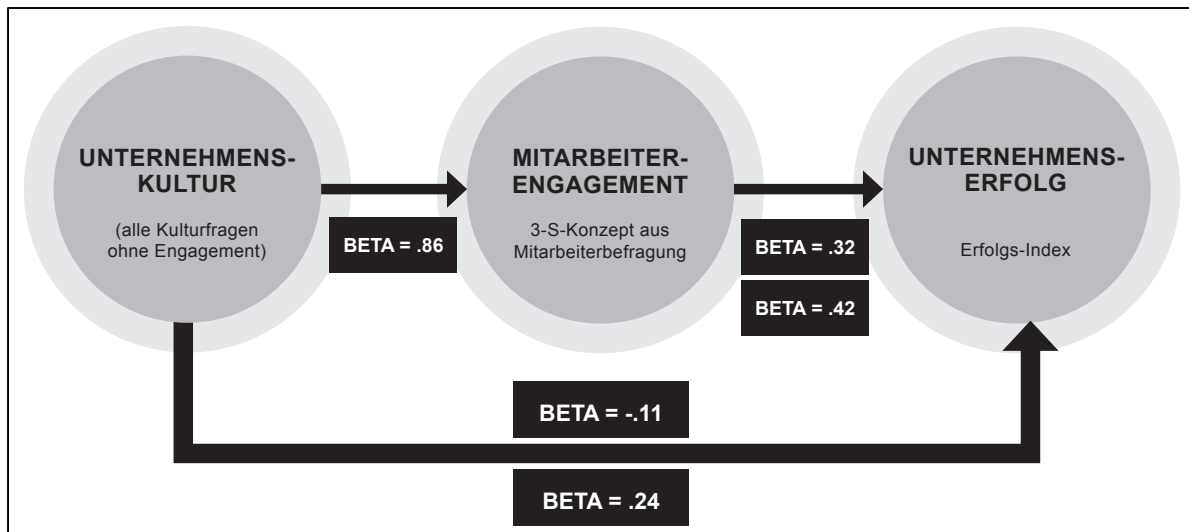 UNTERNEHMENS-
KULTUR
(alle Kulturfragen
ohne Engagement)
BETA = .86
MITARBEITER-
ENGAGEMENT
3-S-Konzept aus
Mitarbeiterbefragung
BETA = .32
BETA = .42
UNTERNEHMENS-
ERFOLG
Erfolgs-Index
BETA = -.11
BETA = .24